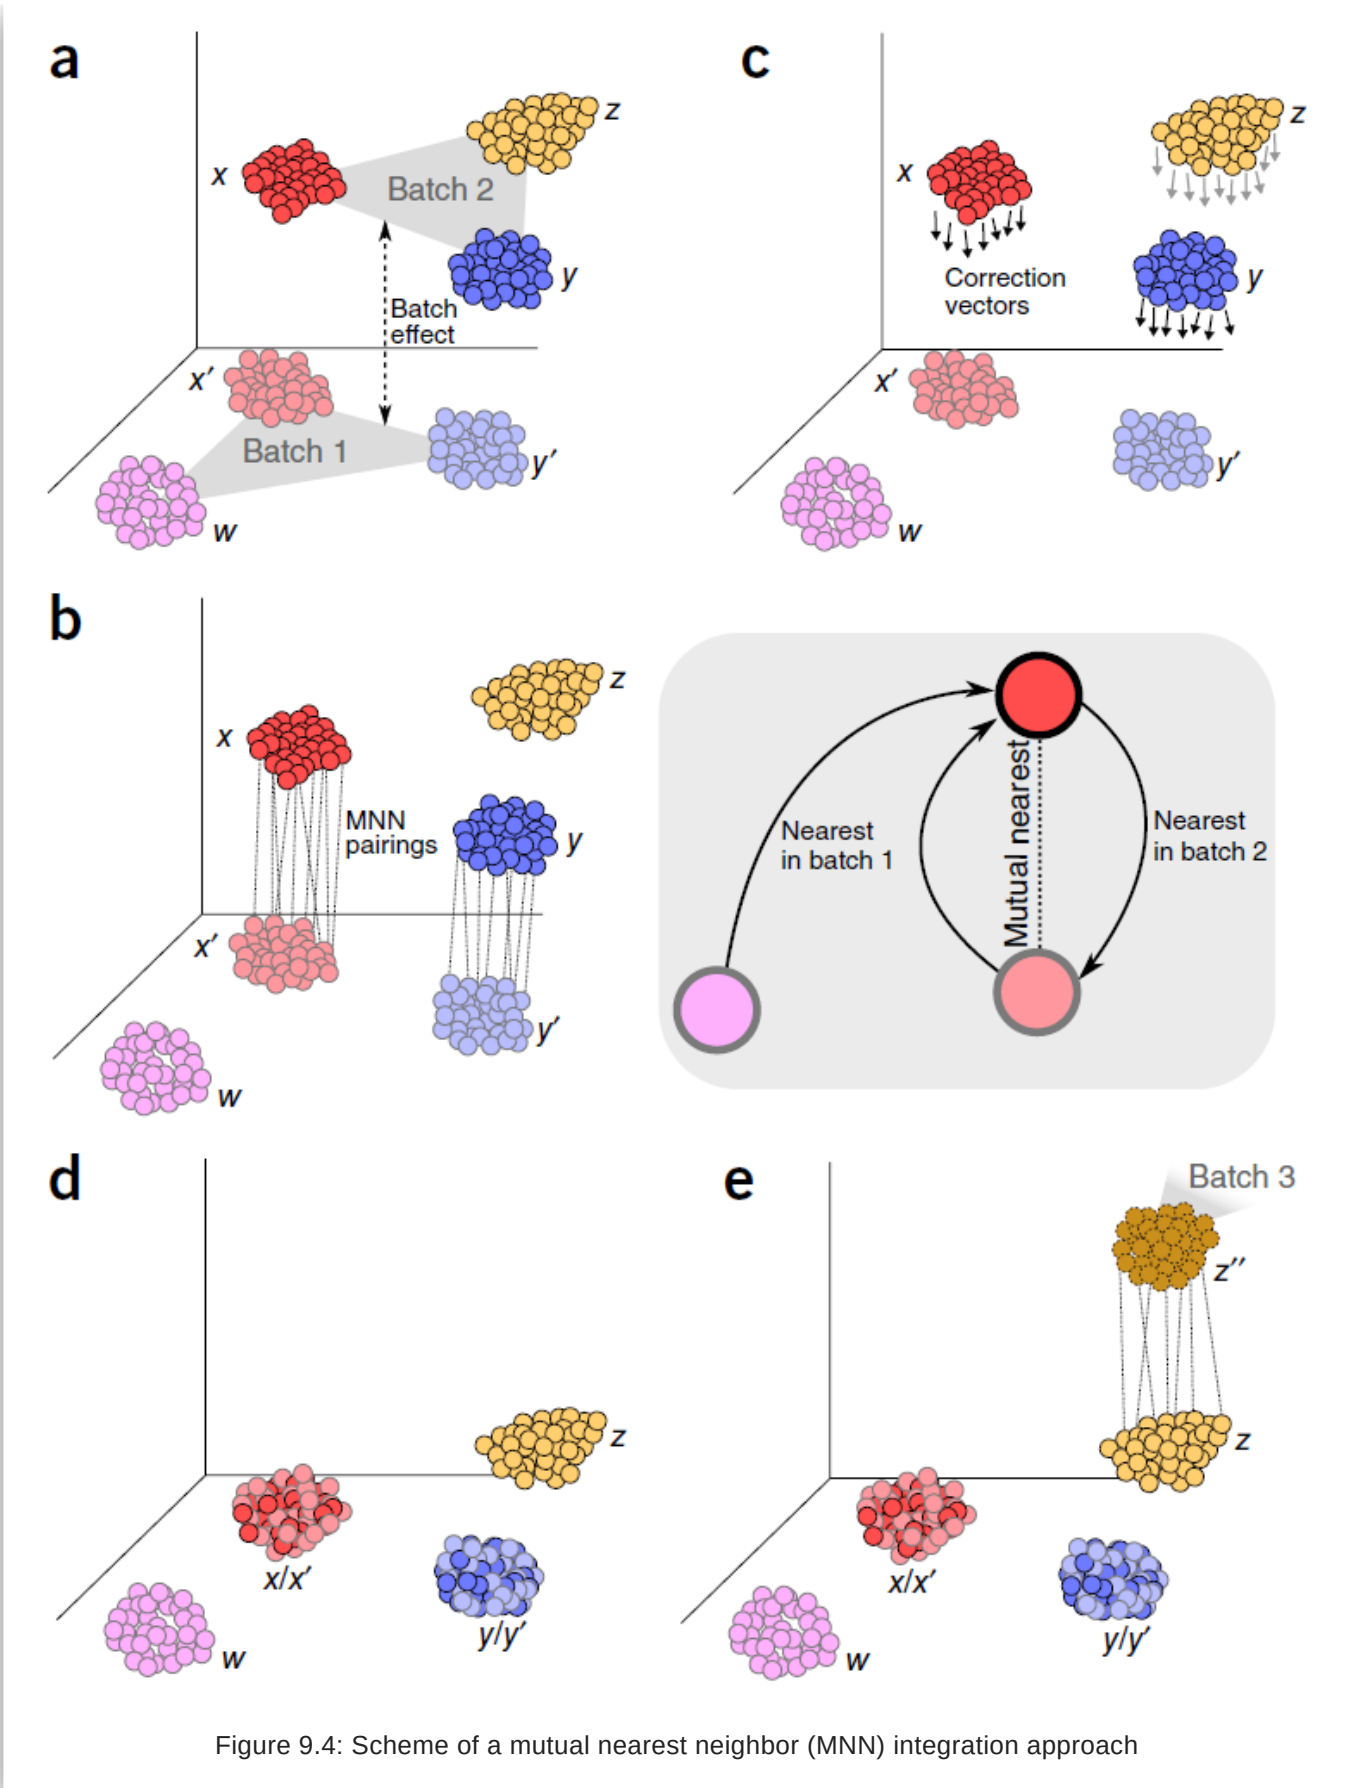 a
x
z
Batch 2
y
Batch
effect
x′
Batch 1
y′
w
c
x
z
Correction
vectors
y
x′
y′
w
b
x
z
MNN
pairings
y
x′
y′
w
Mutual nearest
Nearest
in batch 1
Nearest
in batch 2
d
z
x/x′
y/y′
w
e
Batch 3
z′′
z
x/x′
y/y′
w
Figure 9.4: Scheme of a mutual nearest neighbor (MNN) integration approach